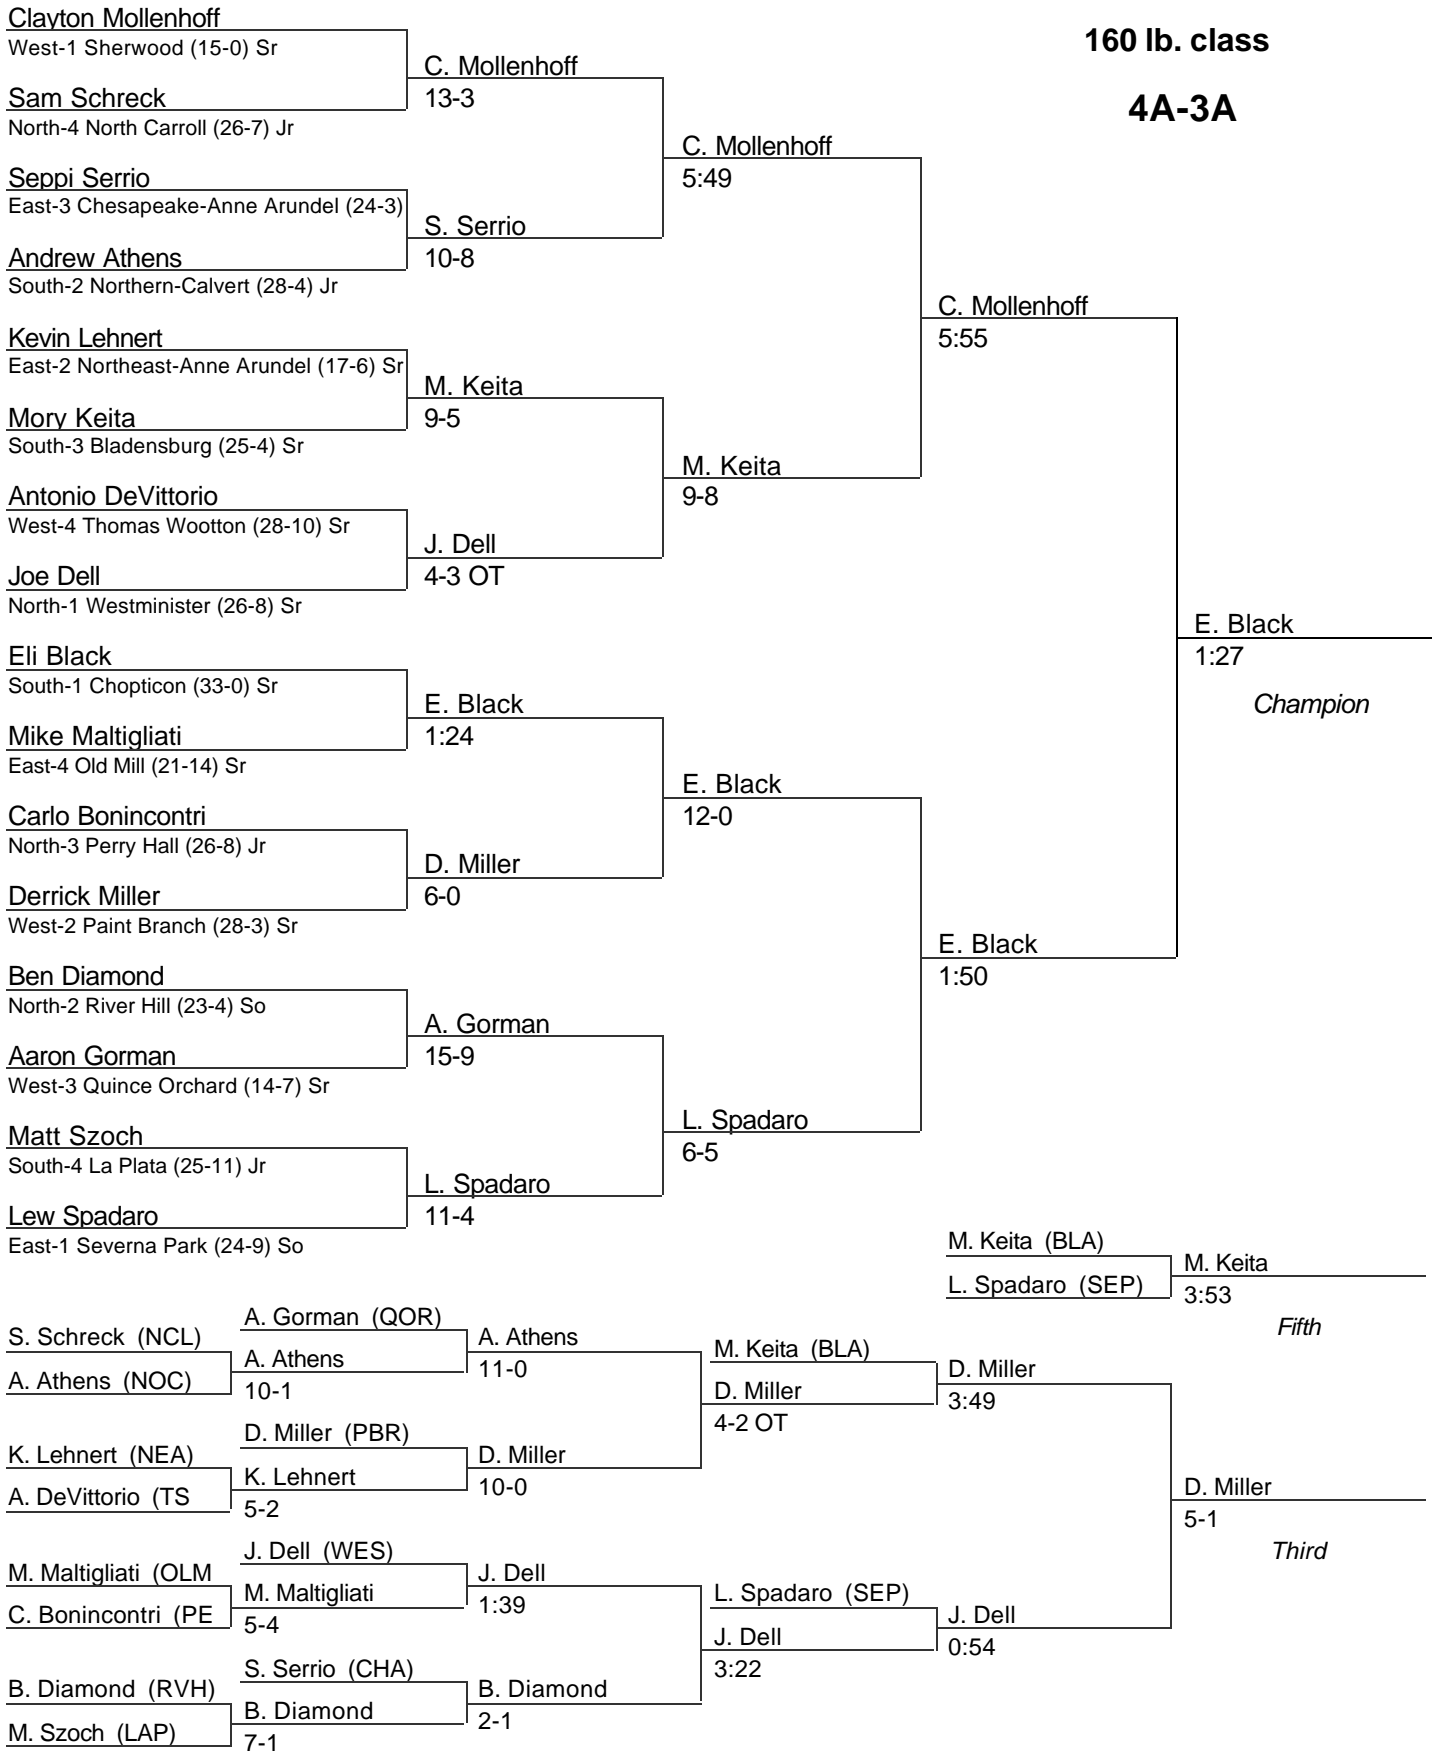 160 lb. class
4A-3A
Clayton Mollenhoff
West-1 Sherwood (15-0) Sr
Sam Schreck
North-4 North Carroll (26-7) Jr
Seppi Serrio
East-3 Chesapeake-Anne Arundel (24-3)
Andrew Athens
South-2 Northern-Calvert (28-4) Jr
Kevin Lehnert
East-2 Northeast-Anne Arundel (17-6) Sr
Mory Keita
South-3 Bladensburg (25-4) Sr
Antonio DeVittorio
West-4 Thomas Wootton (28-10) Sr
Joe Dell
North-1 Westminister (26-8) Sr
Eli Black
South-1 Chopticon (33-0) Sr
Mike Maltigliati
East-4 Old Mill (21-14) Sr
Carlo Bonincontri
North-3 Perry Hall (26-8) Jr
Derrick Miller
West-2 Paint Branch (28-3) Sr
Ben Diamond
North-2 River Hill (23-4) So
Aaron Gorman
West-3 Quince Orchard (14-7) Sr
Matt Szoch
South-4 La Plata (25-11) Jr
Lew Spadaro
East-1 Severna Park (24-9) So
C. Mollenhoff
13-3
S. Serrio
10-8
M. Keita
9-5
J. Dell
4-3 OT
E. Black
1:24
D. Miller
6-0
A. Gorman
15-9
L. Spadaro
11-4
C. Mollenhoff
5:49
M. Keita
9-8
E. Black
12-0
L. Spadaro
6-5
C. Mollenhoff
5:55
E. Black
1:50
E. Black
1:27
Champion
M. Keita (BLA)
L. Spadaro (SEP)
M. Keita
3:53
Fifth
S. Schreck (NCL)
A. Athens (NOC)
K. Lehnert (NEA)
A. DeVittorio (TS
M. Maltigliati (OLM
C. Bonincontri (PE
B. Diamond (RVH)
M. Szoch (LAP)
A. Gorman (QOR)
A. Athens
10-1
D. Miller (PBR)
K. Lehnert
5-2
J. Dell (WES)
M. Maltigliati
5-4
S. Serrio (CHA)
B. Diamond
7-1
A. Athens
11-0
D. Miller
10-0
J. Dell
1:39
B. Diamond
2-1
M. Keita (BLA)
D. Miller
4-2 OT
L. Spadaro (SEP)
J. Dell
3:22
D. Miller
3:49
J. Dell
0:54
D. Miller
5-1
Third